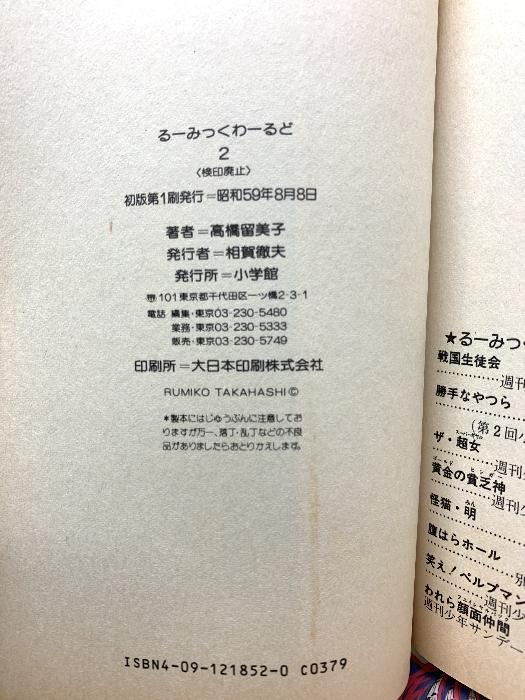 るーみっくわーるど
2
〈検印廃止〉
初版第1刷発行=昭和59年8月8日
著者=高橋留美子
発行者=相賀徹夫
発行所=小学館
〠101東京都千代田区一ツ橋2-3-1
電話 編集・東京03-230-5480
業務・東京03-230-5333
販売・東京03-230-5749
印刷所=大日本印刷株式会社
RUMIKO TAKAHASHI©
*製本にはじゅうぶんに注意してお
りますが万一、落丁・乱丁などの不良
品がありましたらおとりかえします。
ISBN4-09-121852-0 C0379
★るーみっ
戦国生徒会
週刊
勝手なやつら
(第2回小
ザ・超女
週刊少
黄金の貧乏神
週刊少
怪猫・明
腹はらホール
別
笑え!ヘルプマン
週刊少
われら顔面仲間
週刊少年サンデー